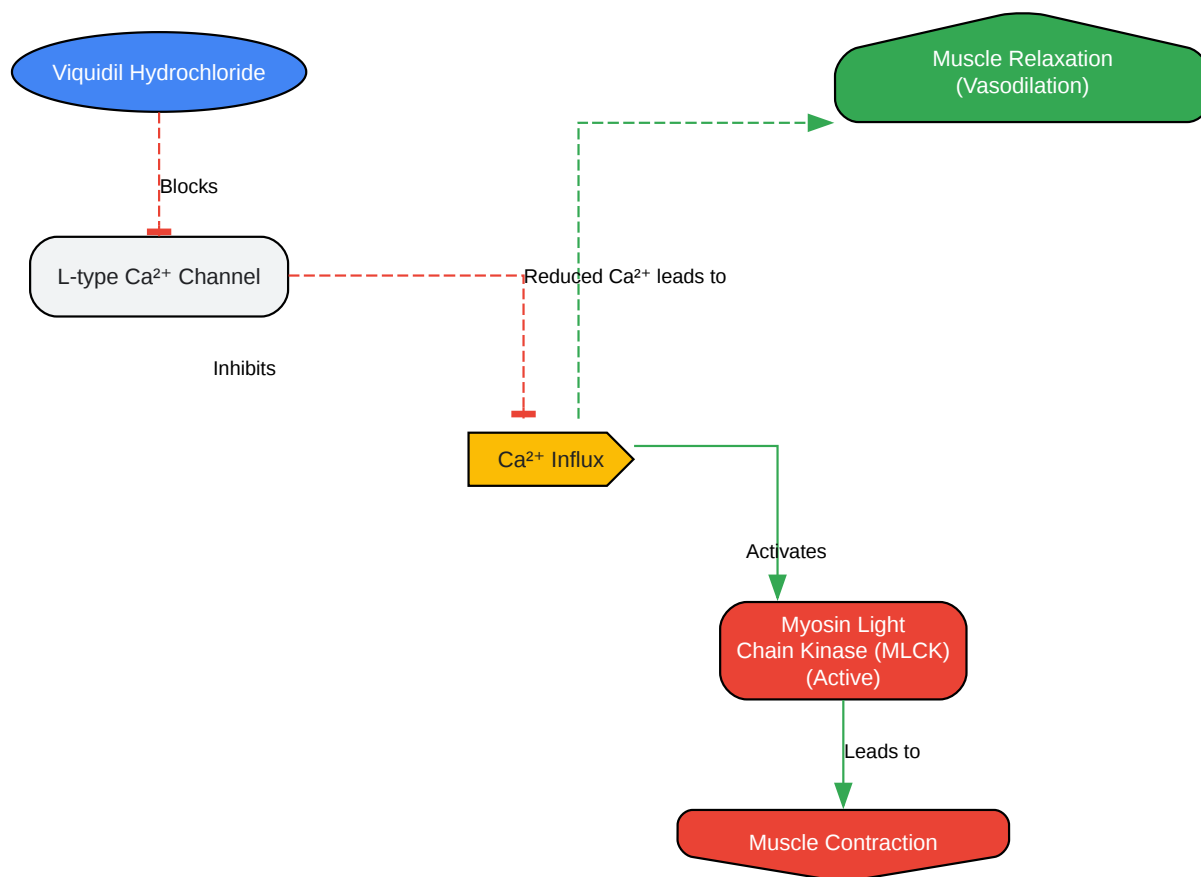 Viquidil Hydrochloride
Muscle Relaxation
(Vasodilation)
Blocks
L-type Ca²⁺ Channel
Reduced Ca²⁺ leads to
Inhibits
Ca²⁺ Influx
Activates
Myosin Light
Chain Kinase (MLCK)
(Active)
Leads to
Muscle Contraction